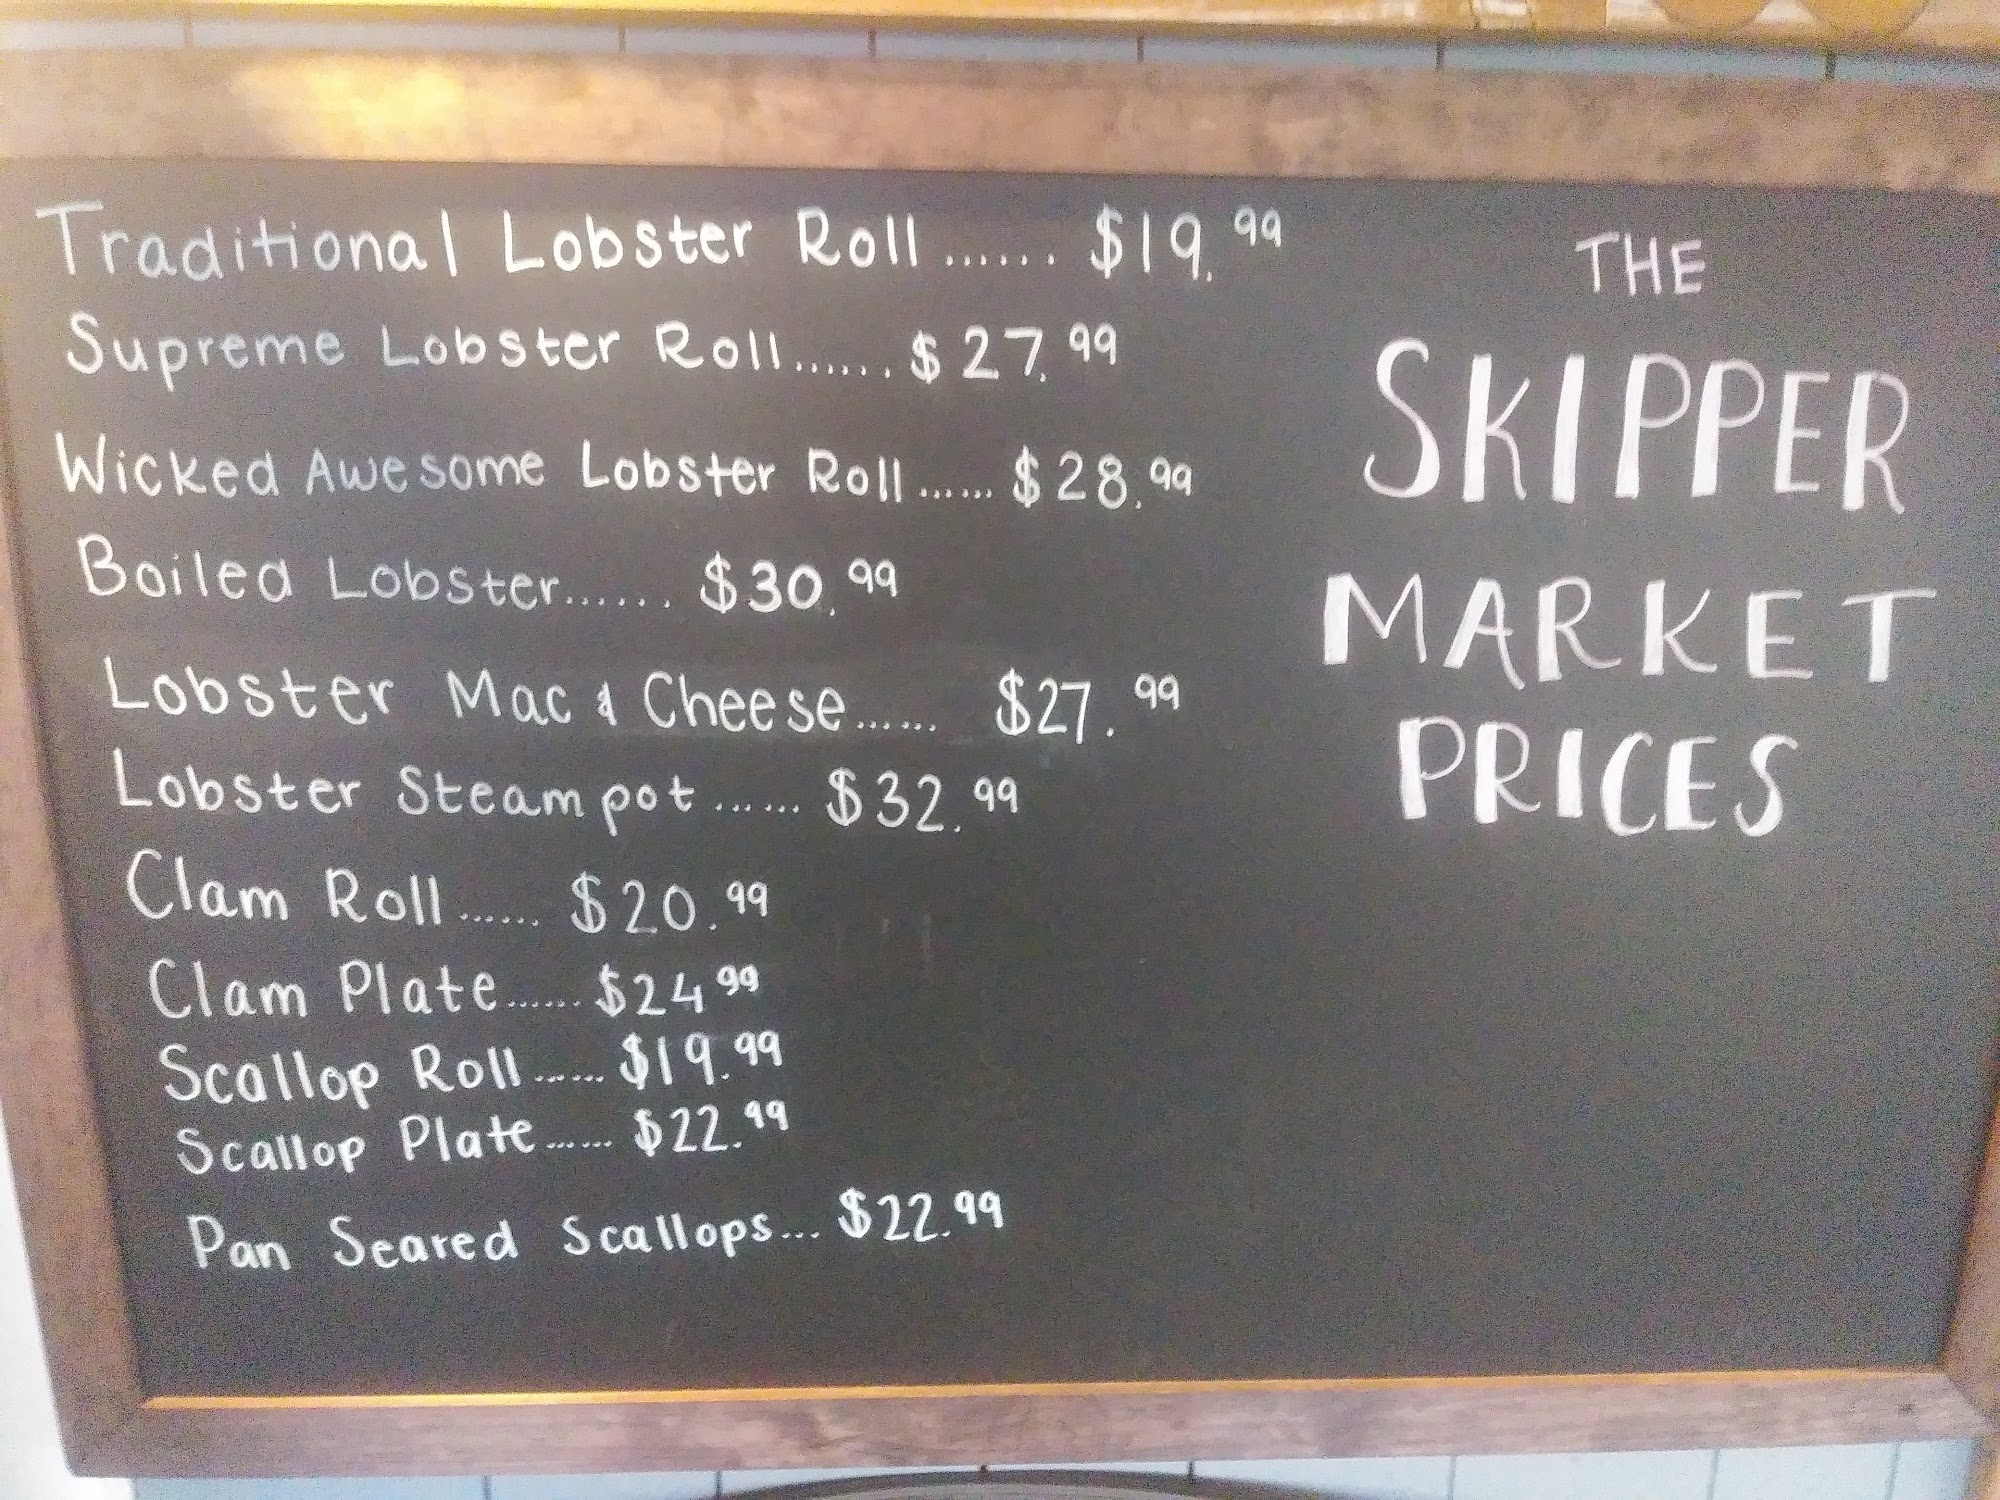 Traditional Lobster Roll ...... $19.99
Supreme Lobster Roll ...... $27.99
Wicked Awesome Lobster Roll ...... $28.99
Boiled Lobster ...... $30.99
Lobster Mac & Cheese ...... $27.99
Lobster Steampot ...... $32.99
Clam Roll ...... $20.99
Clam Plate ...... $24 99
Scallop Roll ...... $19.99
Scallop Plate ...... $22.99
Pan Seared Scallops ... $22.99
THE
SKIPPER
MARKET
PRICES